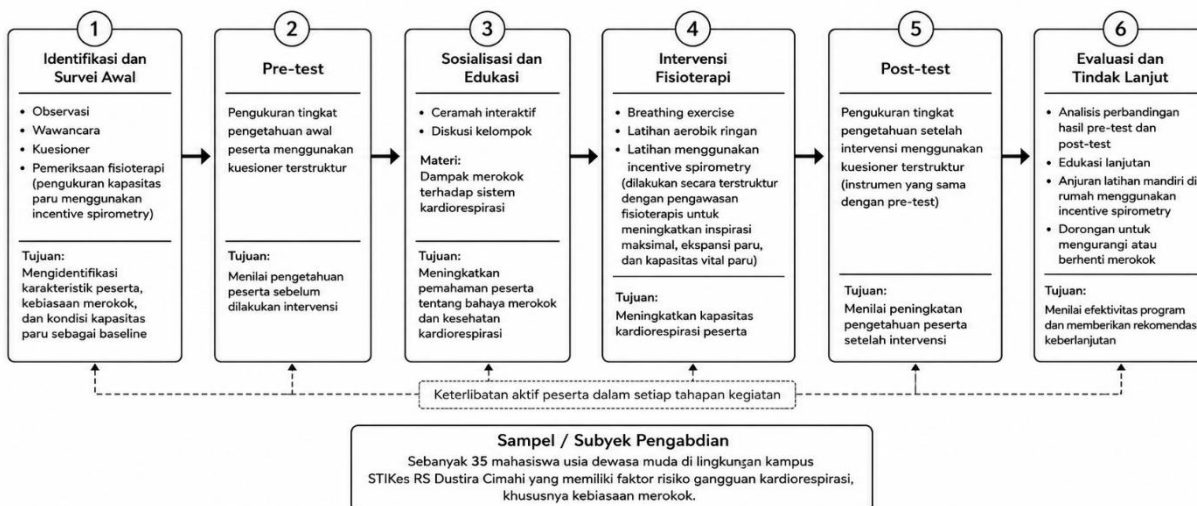 1
Identifikasi dan
Survei Awal
• Observasi
• Wawancara
• Kuesioner
• Pemeriksaan fisioterapi
(pengukuran kapasitas
paru menggunakan
incentive spirometry)
Tujuan:
Mengidentifikasi
karakteristik peserta,
kebiasaan merokok,
dan kondisi kapasitas
paru sebagai baseline
2
Pre-test
Pengukuran tingkat
pengetahuan awal
peserta menggunakan
kuesioner terstruktur
Tujuan:
Menilai pengetahuan
peserta sebelum
dilakukan intervensi
3
Sosialisasi dan
Edukasi
• Ceramah interaktif
• Diskusi kelompok
Materi:
Dampak merokok
terhadap sistem
kardiorespirasi
Tujuan:
Meningkatkan
pemahaman peserta
tentang bahaya merokok
dan kesehatan
kardiorespirasi
4
Intervensi
Fisioterapi
• Breathing exercise
• Latihan aerobik ringan
• Latihan menggunakan
incentive spirometry
(dilakukan secara terstruktur
dengan pengawasan
fisioterapis untuk
meningkatkan inspirasi
maksimal, ekspansi paru,
dan kapasitas vital paru)
Tujuan:
Meningkatkan kapasitas
kardiorespirasi peserta
5
Post-test
Pengukuran tingkat
pengetahuan setelah
intervensi menggunakan
kuesioner terstruktur
(instrumen yang sama
dengan pre-test)
Tujuan:
Menilai peningkatan
pengetahuan peserta
setelah intervensi
6
Evaluasi dan
Tindak Lanjut
• Analisis perbandingan
hasil pre-test dan
post-test
• Edukasi lanjutan
• Anjuran latihan mandiri di
rumah menggunakan
incentive spirometry
• Dorongan untuk
mengurangi atau
berhenti merokok
Tujuan:
Menilai efektivitas program
dan memberikan rekomendas
keberlanjutan
Keterlibatan aktif peserta dalam setiap tahapan kegiatan
Sampel / Subyek Pengabdian
Sebanyak 35 mahasiswa usia dewasa muda di lingkungan kampus
STIKes RS Dustira Cimahi yang memiliki faktor risiko gangguan kardiorespirasi,
khususnya kebiasaan merokok.